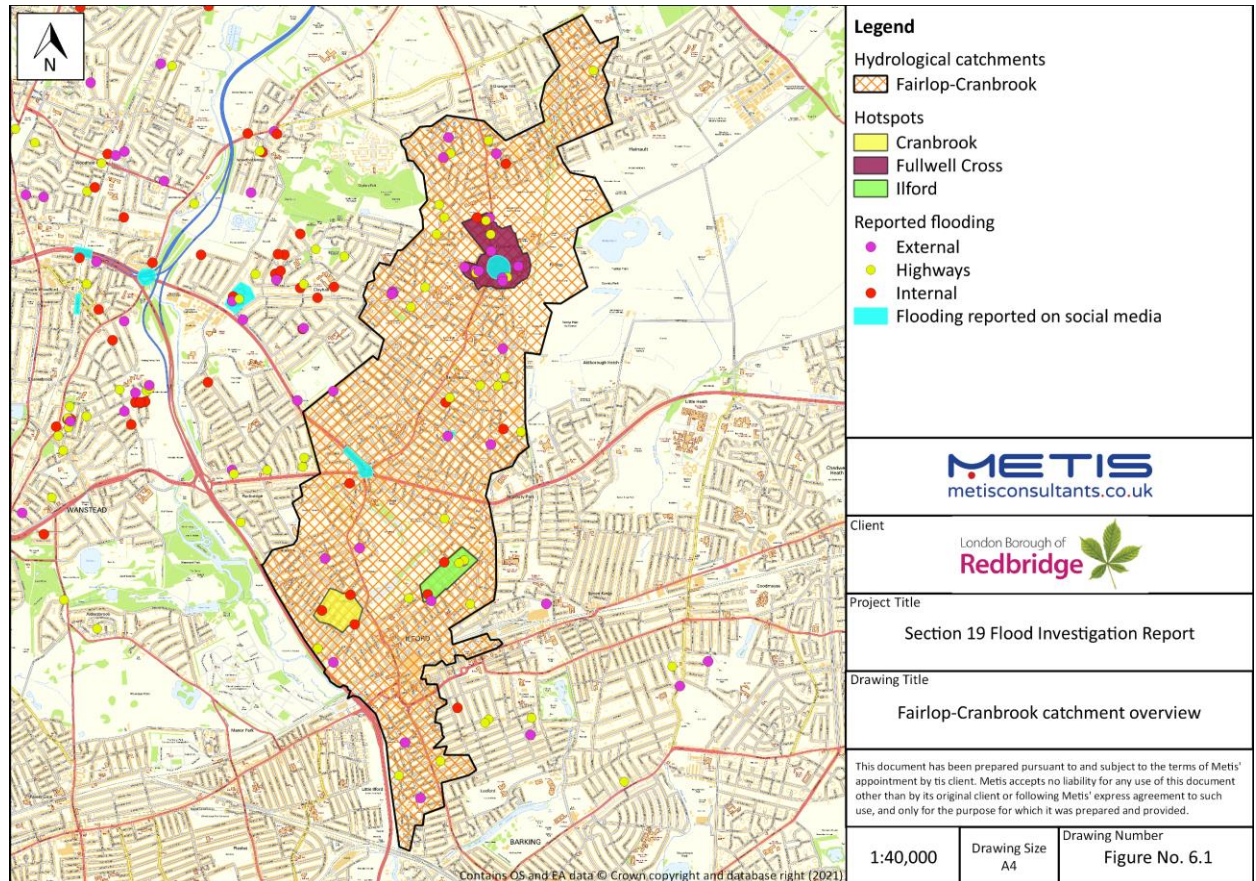 N
WANSTEAD
ILFORD
BARKING
Contains OS and EA data © Crown copyright and database right (2021)
Legend
Hydrological catchments
Fairlop-Cranbrook
Hotspots
Cranbrook
Fullwell Cross
Ilford
Reported flooding
External
Highways
Internal
Flooding reported on social media
METIS
metisconsultants.co.uk
Client
London Borough of
Redbridge
Project Title
Section 19 Flood Investigation Report
Drawing Title
Fairlop-Cranbrook catchment overview
This document has been prepared pursuant to and subject to the terms of Metis'
appointment by tis client. Metis accepts no liability for any use of this document
other than by its original client or following Metis' express agreement to such
use, and only for the purpose for which it was prepared and provided.
1:40,000
Drawing Size
A4
Drawing Number
Figure No. 6.1